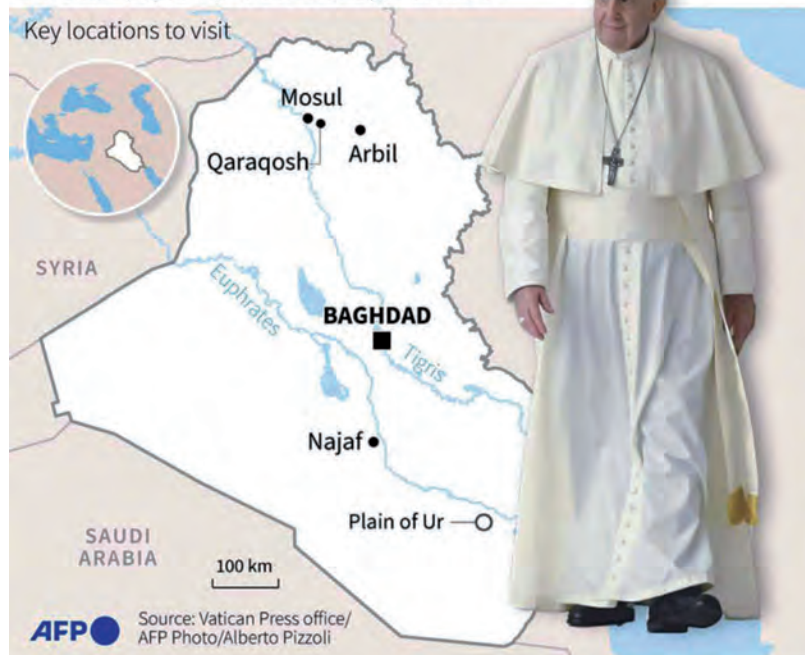 Key locations to visit
Mosul
Qaraqosh
Arbil
SYRIA
Euphrates
BAGHDAD
Tigris
Najaf
Plain of Ur
SAUDI
ARABIA
100 km
AFP
Source: Vatican Press office/
AFP Photo/Alberto Pizzoli